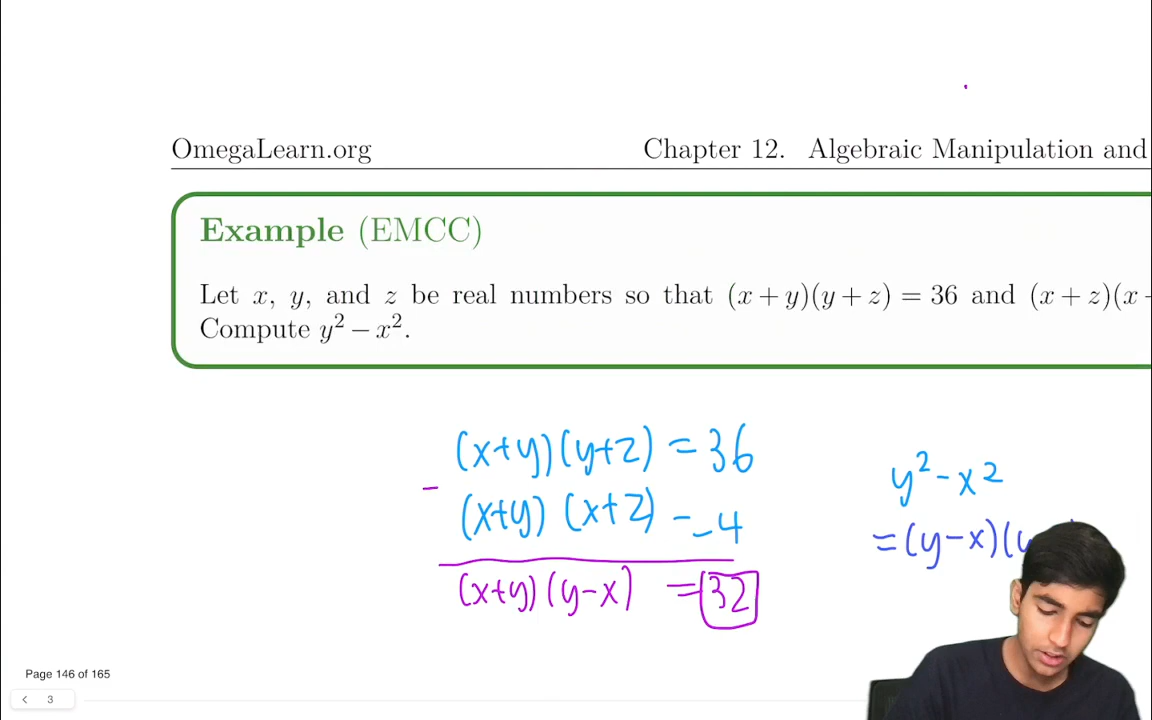 OmegaLearn.org Chapter 12. Algebraic Manipulation and
Example (EMCC)
Let x, y, and z be real numbers so that (x + y)(y + z) = 36 and (x + z)(x
Compute y² − x².
(x+y)(y+z) = 36
− (x+y) (x+z) = 4
(x+y)(y−x) = 32
y² − x²
= (y−x)(
Page 146 of 165
< 3